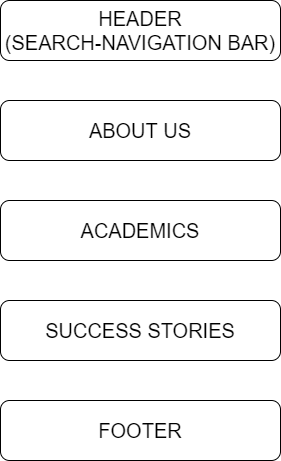 HEADER
(SEARCH-NAVIGATION BAR)
ABOUT US
ACADEMICS
SUCCESS STORIES
FOOTER